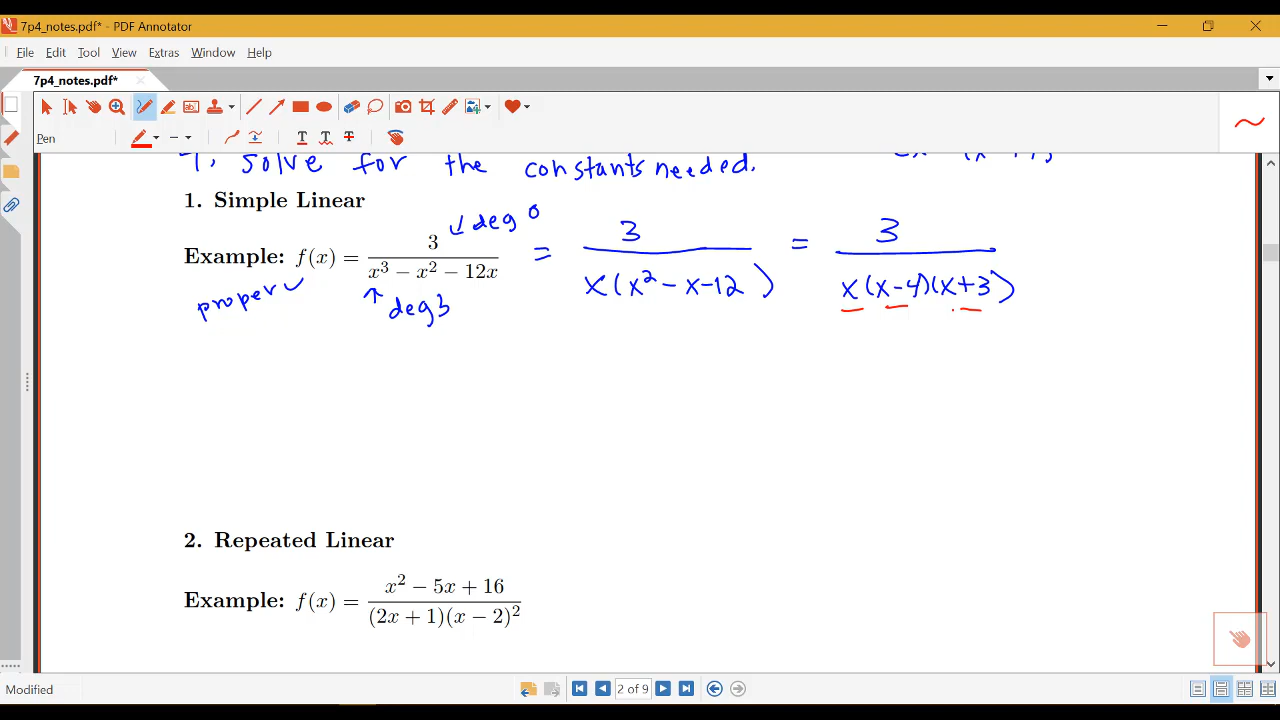 7p4_notes.pdf* - PDF Annotator
File Edit Tool View Extras Window Help
7p4_notes.pdf*
Pen
solve for the constants needed.
1. Simple Linear
Example: f(x) = 3 / (x³ − x² − 12x) ↙ deg 0 = 3 / (x(x² − x − 12)) = 3 / (x(x−4)(x+3))
proper ✓ ↑ deg 3
2. Repeated Linear
Example: f(x) = (x² − 5x + 16) / ((2x + 1)(x − 2)²)
Modified 2 of 9